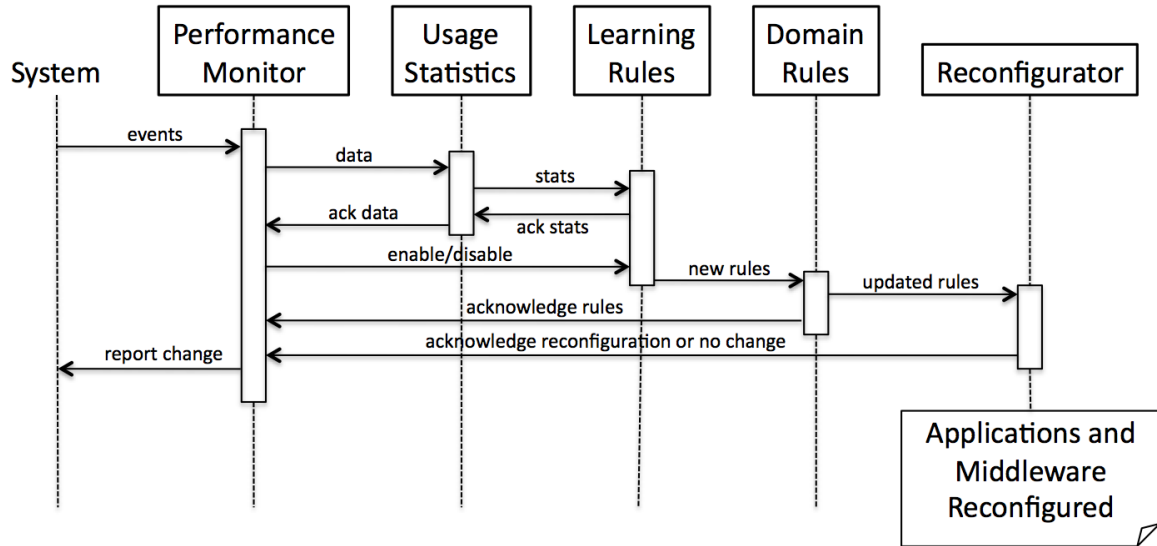 System
Performance
Monitor
Usage
Statistics
Learning
Rules
Domain
Rules
Reconfigurator
events
data
stats
ack data
ack stats
enable/disable
new rules
updated rules
acknowledge rules
acknowledge reconfiguration or no change
report change
Applications and
Middleware
Reconfigured